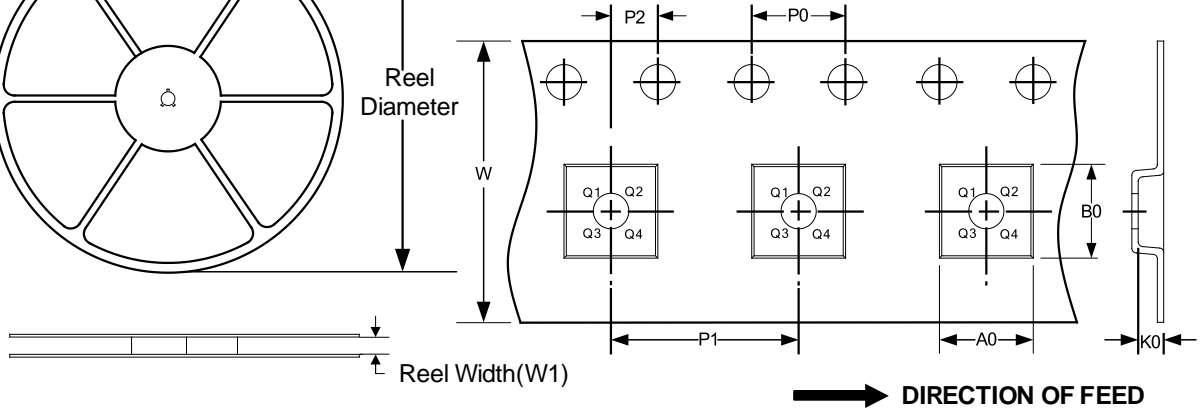 P2
P0
Reel
Diameter
W
Q1 Q2
Q3 Q4
Q1 Q2
Q3 Q4
Q1 Q2
Q3 Q4
B0
P1
A0
K0
Reel Width(W1)
DIRECTION OF FEED